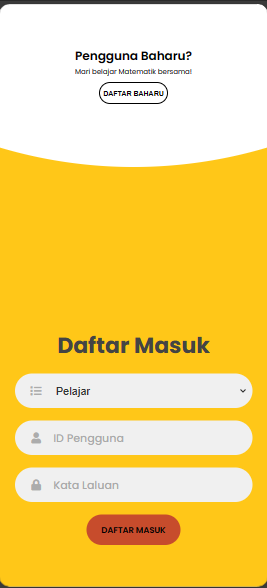 Pengguna Baharu?
Mari belajar Matematik bersama!
DAFTAR BAHARU
Daftar Masuk
Pelajar
ID Pengguna
Kata Laluan
DAFTAR MASUK